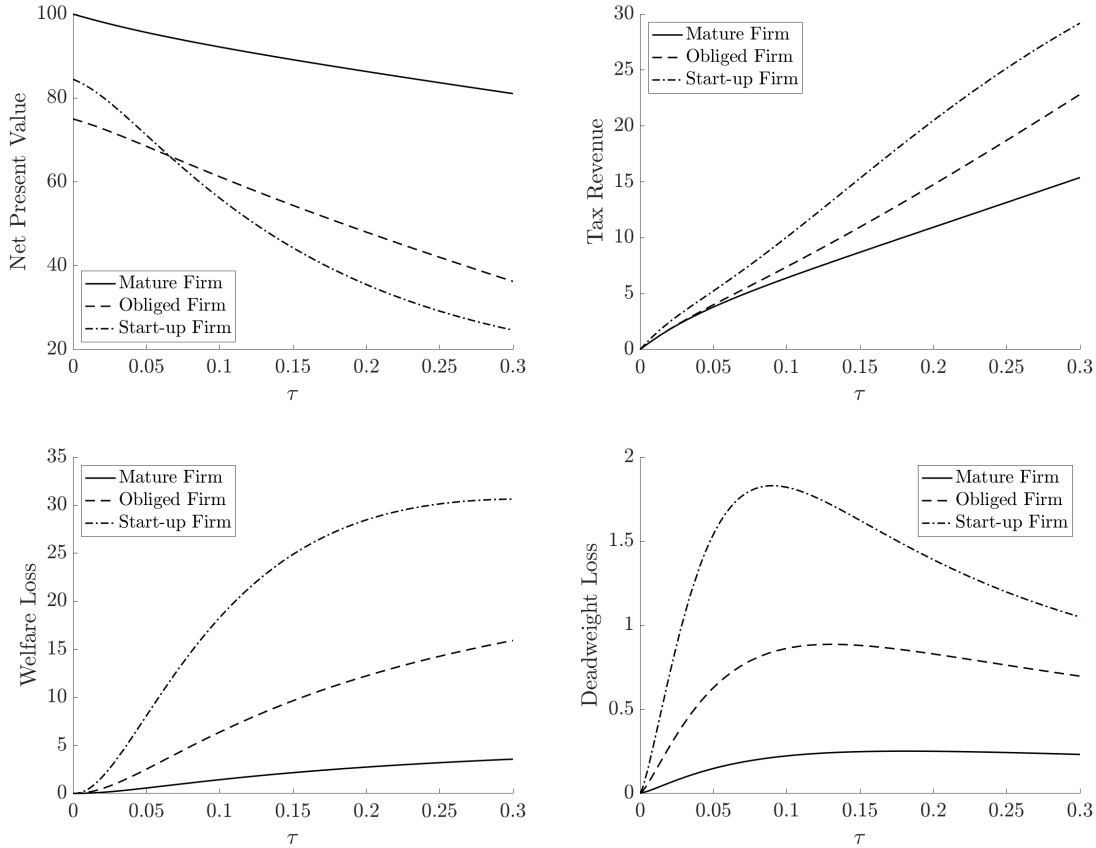 Net Present Value
100
80
60
40
20
Mature Firm
Obliged Firm
Start-up Firm
0 0.05 0.1 0.15 0.2 0.25 0.3
τ
Tax Revenue
30
25
20
15
10
5
0
Mature Firm
Obliged Firm
Start-up Firm
0 0.05 0.1 0.15 0.2 0.25 0.3
τ
Welfare Loss
35
30
25
20
15
10
5
0
Mature Firm
Obliged Firm
Start-up Firm
0 0.05 0.1 0.15 0.2 0.25 0.3
τ
Deadweight Loss
2
1.5
1
0.5
0
Mature Firm
Obliged Firm
Start-up Firm
0 0.05 0.1 0.15 0.2 0.25 0.3
τ